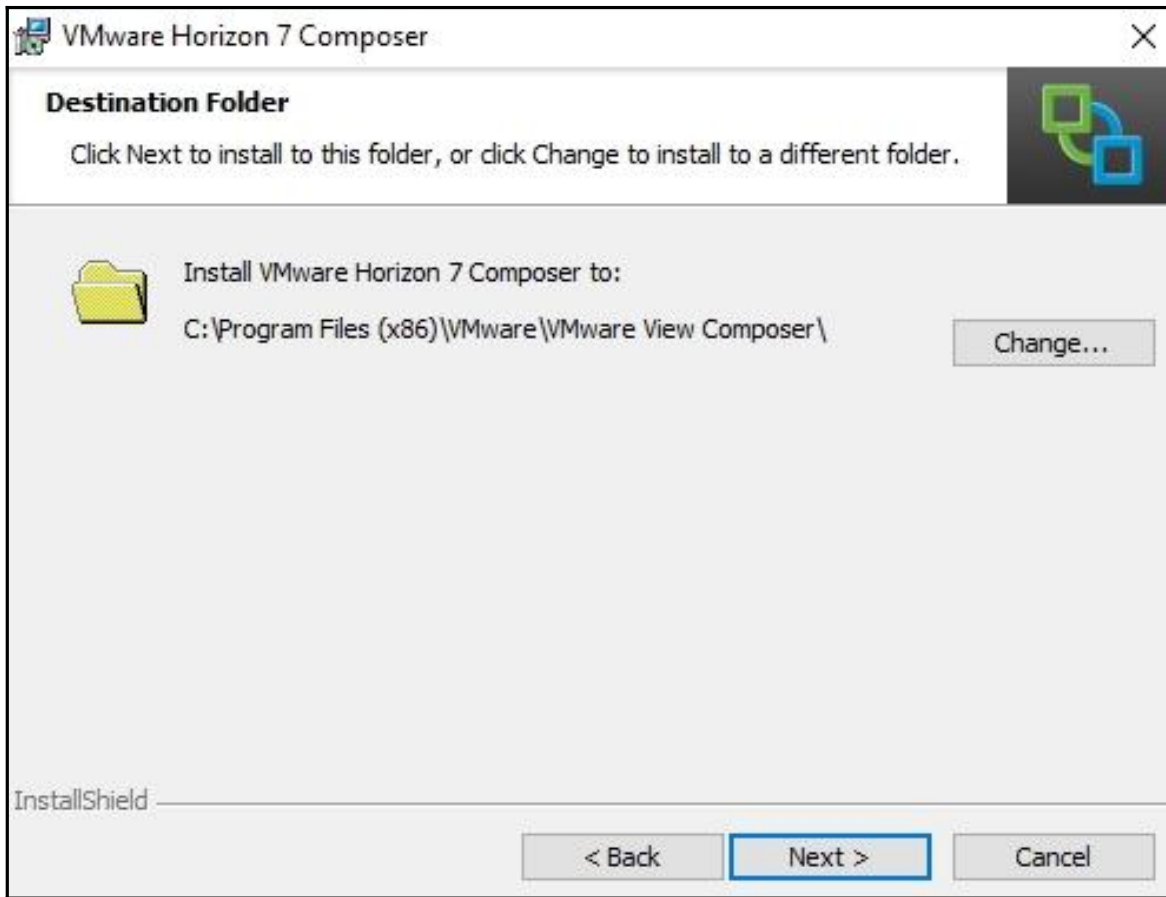 VMware Horizon 7 Composer
Destination Folder
Click Next to install to this folder, or click Change to install to a different folder.
Install VMware Horizon 7 Composer to:
C:\Program Files (x86)\VMware\VMware View Composer\
Change...
InstallShield
< Back
Next >
Cancel